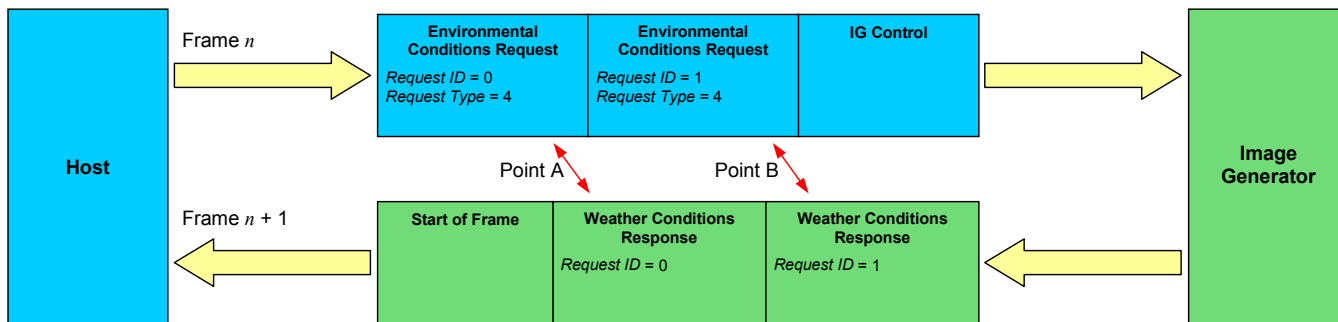 Frame n
Host
Environmental
Conditions Request
Request ID = 0
Request Type = 4
Environmental
Conditions Request
Request ID = 1
Request Type = 4
IG Control
Point A
Point B
Image
Generator
Frame n + 1
Start of Frame
Weather Conditions
Response
Request ID = 0
Weather Conditions
Response
Request ID = 1